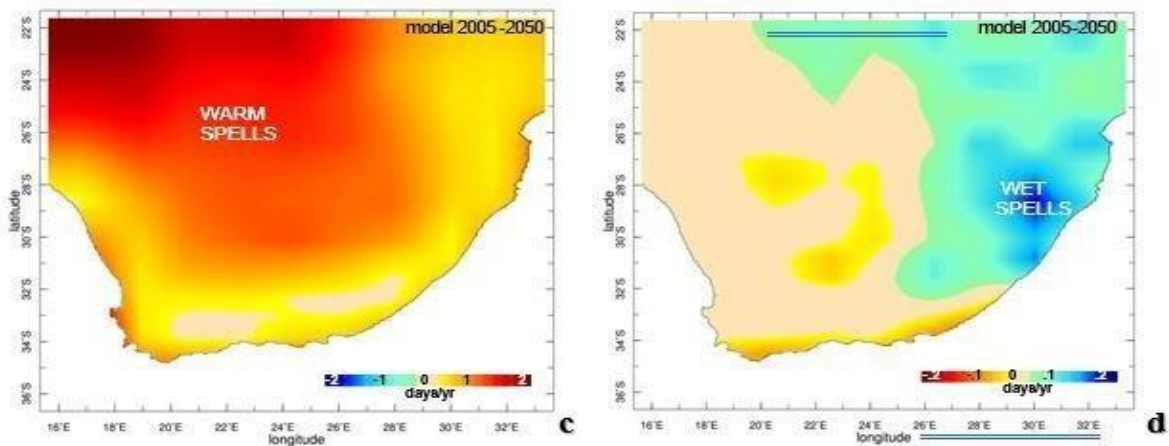 model 2005-2050
WARM
SPELLS
22˚S
24˚S
26˚S
28˚S
30˚S
32˚S
34˚S
36˚S
latitude
-2 -1 0 1 2
days/yr
16˚E 18˚E 20˚E 22˚E 24˚E 26˚E 28˚E 30˚E 32˚E
longitude
c
model 2005-2050
WET
SPELLS
22˚S
24˚S
26˚S
28˚S
30˚S
32˚S
34˚S
36˚S
latitude
-.2 -.1 0 .1 .2
days/yr
16˚E 18˚E 20˚E 22˚E 24˚E 26˚E 28˚E 30˚E 32˚E
longitude
d